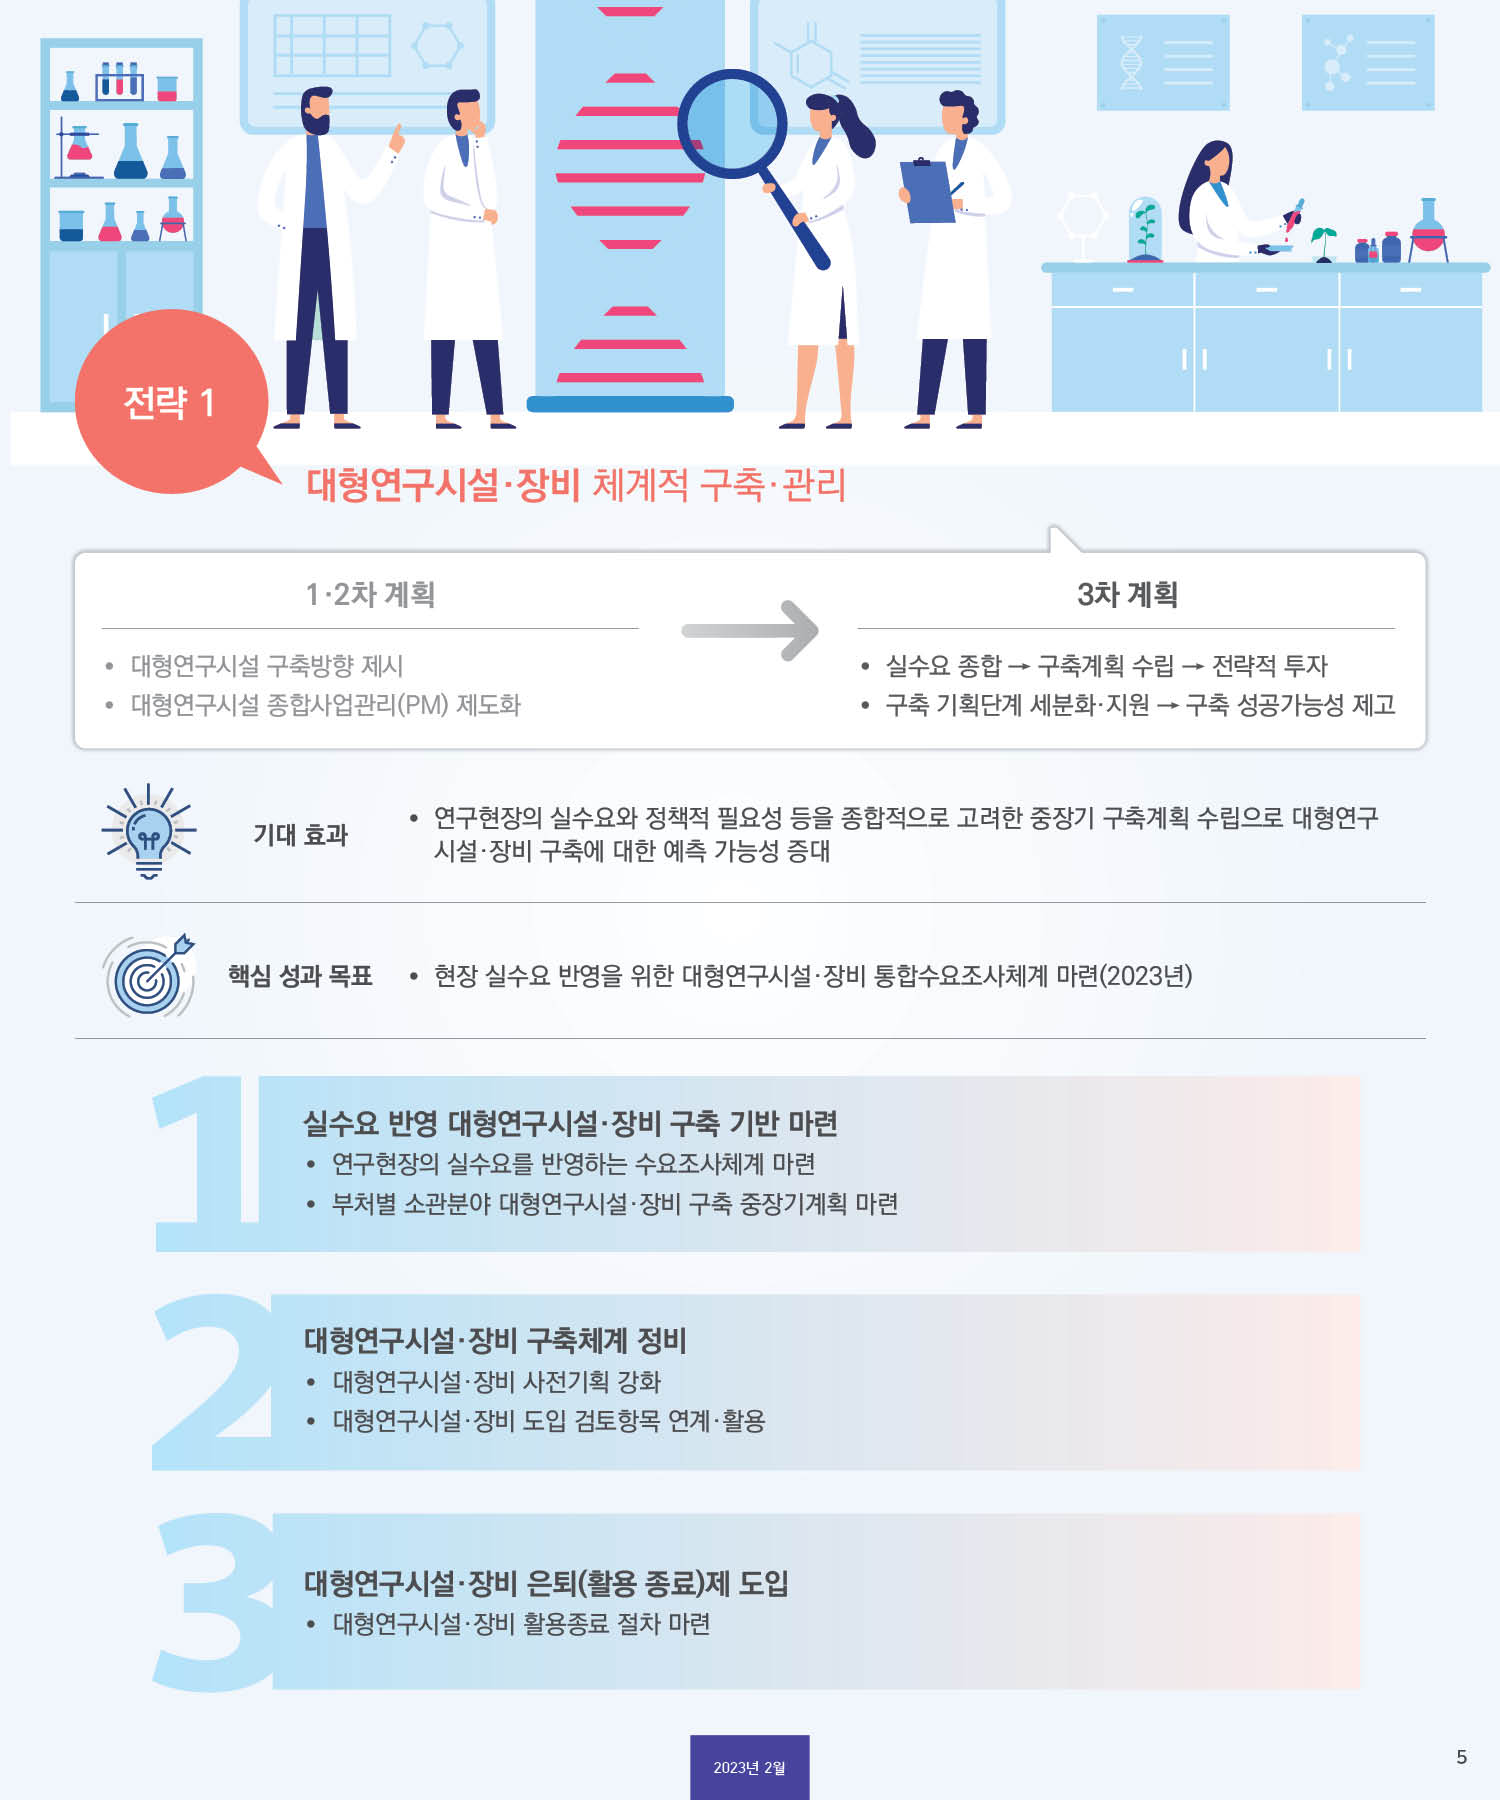 전략 1
대형연구시설·장비 체계적 구축·관리
1·2차 계획
• 대형연구시설 구축방향 제시
• 대형연구시설 종합사업관리(PM) 제도화
3차 계획
• 실수요 종합 → 구축계획 수립 → 전략적 투자
• 구축 기획단계 세분화·지원 → 구축 성공가능성 제고
기대 효과
• 연구현장의 실수요와 정책적 필요성 등을 종합적으로 고려한 중장기 구축계획 수립으로 대형연구
시설·장비 구축에 대한 예측 가능성 증대
핵심 성과 목표
• 현장 실수요 반영을 위한 대형연구시설·장비 통합수요조사체계 마련(2023년)
1
실수요 반영 대형연구시설·장비 구축 기반 마련
• 연구현장의 실수요를 반영하는 수요조사체계 마련
• 부처별 소관분야 대형연구시설·장비 구축 중장기계획 마련
2
대형연구시설·장비 구축체계 정비
• 대형연구시설·장비 사전기획 강화
• 대형연구시설·장비 도입 검토항목 연계·활용
3
대형연구시설·장비 은퇴(활용 종료)제 도입
• 대형연구시설·장비 활용종료 절차 마련
2023년 2월
5